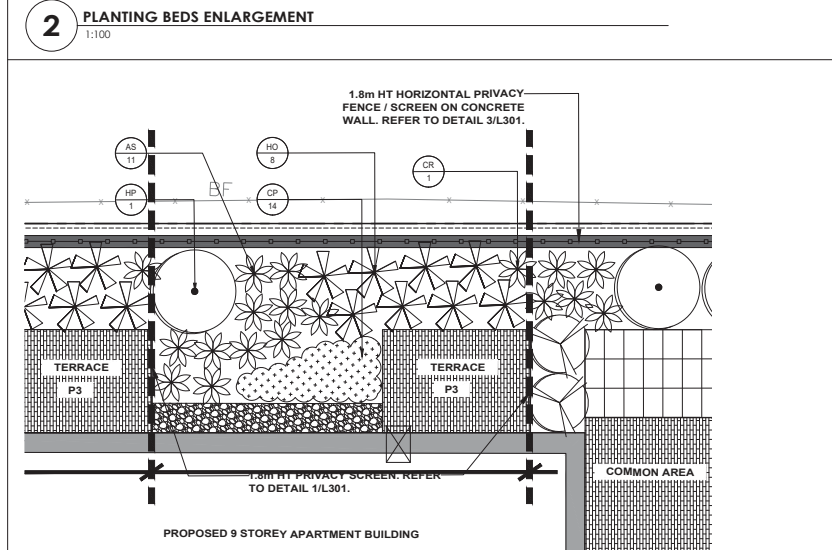 2
PLANTING BEDS ENLARGEMENT
1:100
1.8m HT HORIZONTAL PRIVACY
FENCE / SCREEN ON CONCRETE
WALL. REFER TO DETAIL 3/L301.
AS
11
HO
8
CR
1
HP
1
BF
CP
14
x x x x x x x x
TERRACE
P3
TERRACE
P3
1.8m HT PRIVACY SCREEN. REFER
TO DETAIL 1/L301.
COMMON AREA
PROPOSED 9 STOREY APARTMENT BUILDING